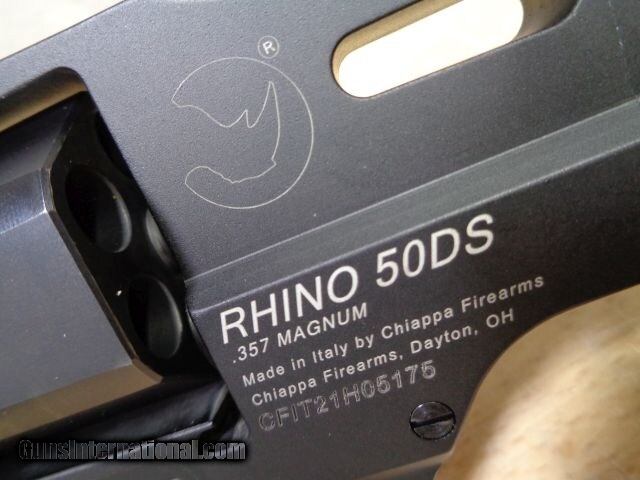 ®
RHINO 50DS
.357 MAGNUM
Made in Italy by Chiappa Firearms
Chiappa Firearms, Dayton, OH
CFIT21H05175
GunsInternational.com